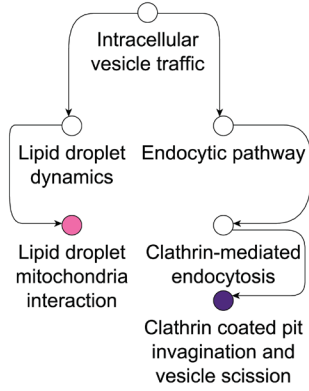 Intracellular
vesicle traffic
Lipid droplet
dynamics
Endocytic pathway
Lipid droplet
mitochondria
interaction
Clathrin-mediated
endocytosis
Clathrin coated pit
invagination and
vesicle scission